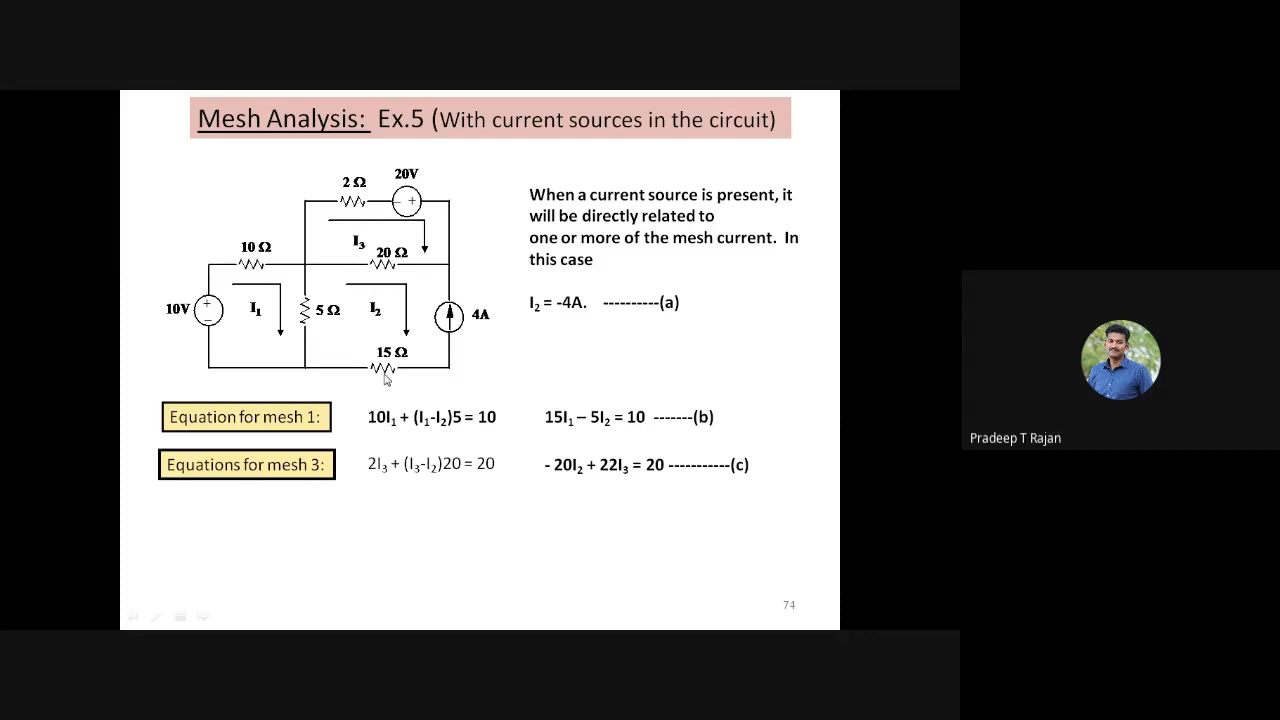 Mesh Analysis: Ex.5 (With current sources in the circuit)
20V
2 Ω
I₃
10 Ω
20 Ω
10V
+
−
I₁
5 Ω
I₂
4A
− +
15 Ω
When a current source is present, it
will be directly related to
one or more of the mesh current. In
this case
I₂ = -4A. ----------(a)
Equation for mesh 1:
10I₁ + (I₁-I₂)5 = 10
15I₁ – 5I₂ = 10 -------(b)
Equations for mesh 3:
2I₃ + (I₃-I₂)20 = 20
- 20I₂ + 22I₃ = 20 -----------(c)
74
Pradeep T Rajan